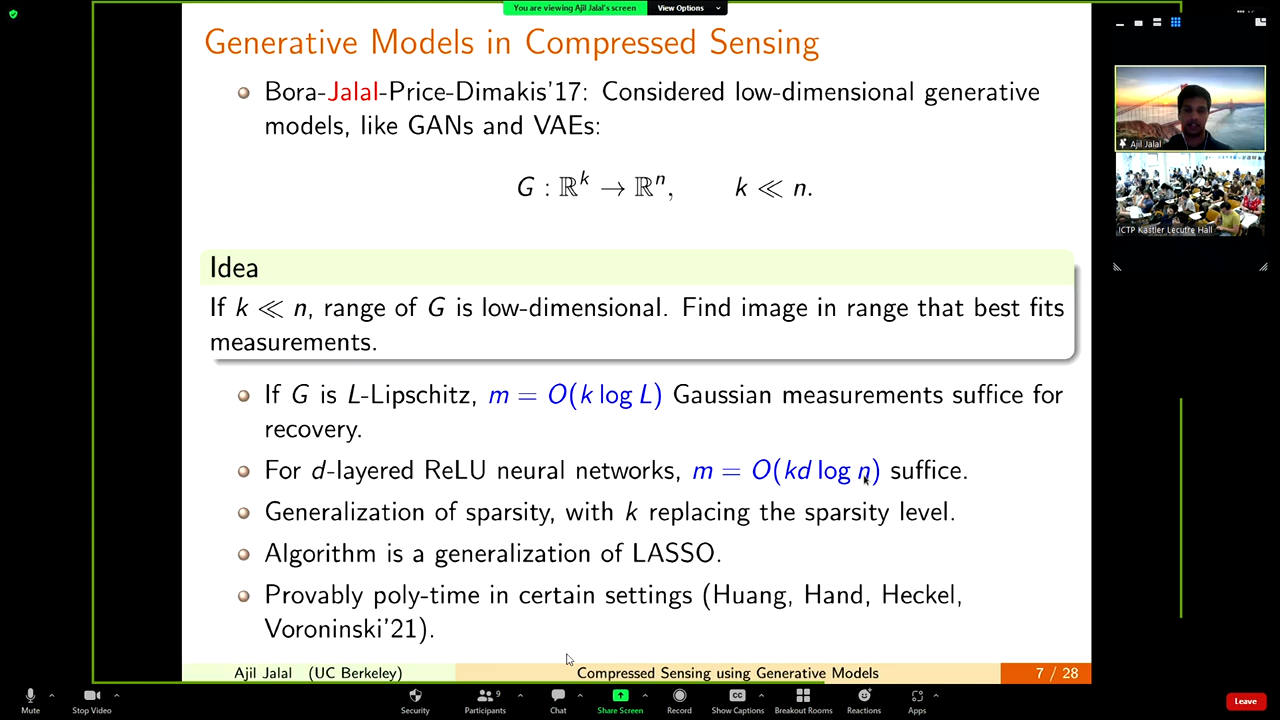 You are viewing Ajil Jalal's screen
View Options
Generative Models in Compressed Sensing
Bora-Jalal-Price-Dimakis'17: Considered low-dimensional generative
models, like GANs and VAEs:
G : ℝ^k → ℝ^n, k ≪ n.
Idea
If k ≪ n, range of G is low-dimensional. Find image in range that best fits
measurements.
If G is L-Lipschitz, m = O(k log L) Gaussian measurements suffice for
recovery.
For d-layered ReLU neural networks, m = O(kd log n) suffice.
Generalization of sparsity, with k replacing the sparsity level.
Algorithm is a generalization of LASSO.
Provably poly-time in certain settings (Huang, Hand, Heckel,
Voroninski'21).
Ajil Jalal (UC Berkeley)
Compressed Sensing using Generative Models
7 / 28
Ajil Jalal
ICTP Kastler Lecutre Hall
Mute
Stop Video
Security
Participants
9
Chat
Share Screen
Record
Show Captions
Breakout Rooms
Reactions
Apps
Leave